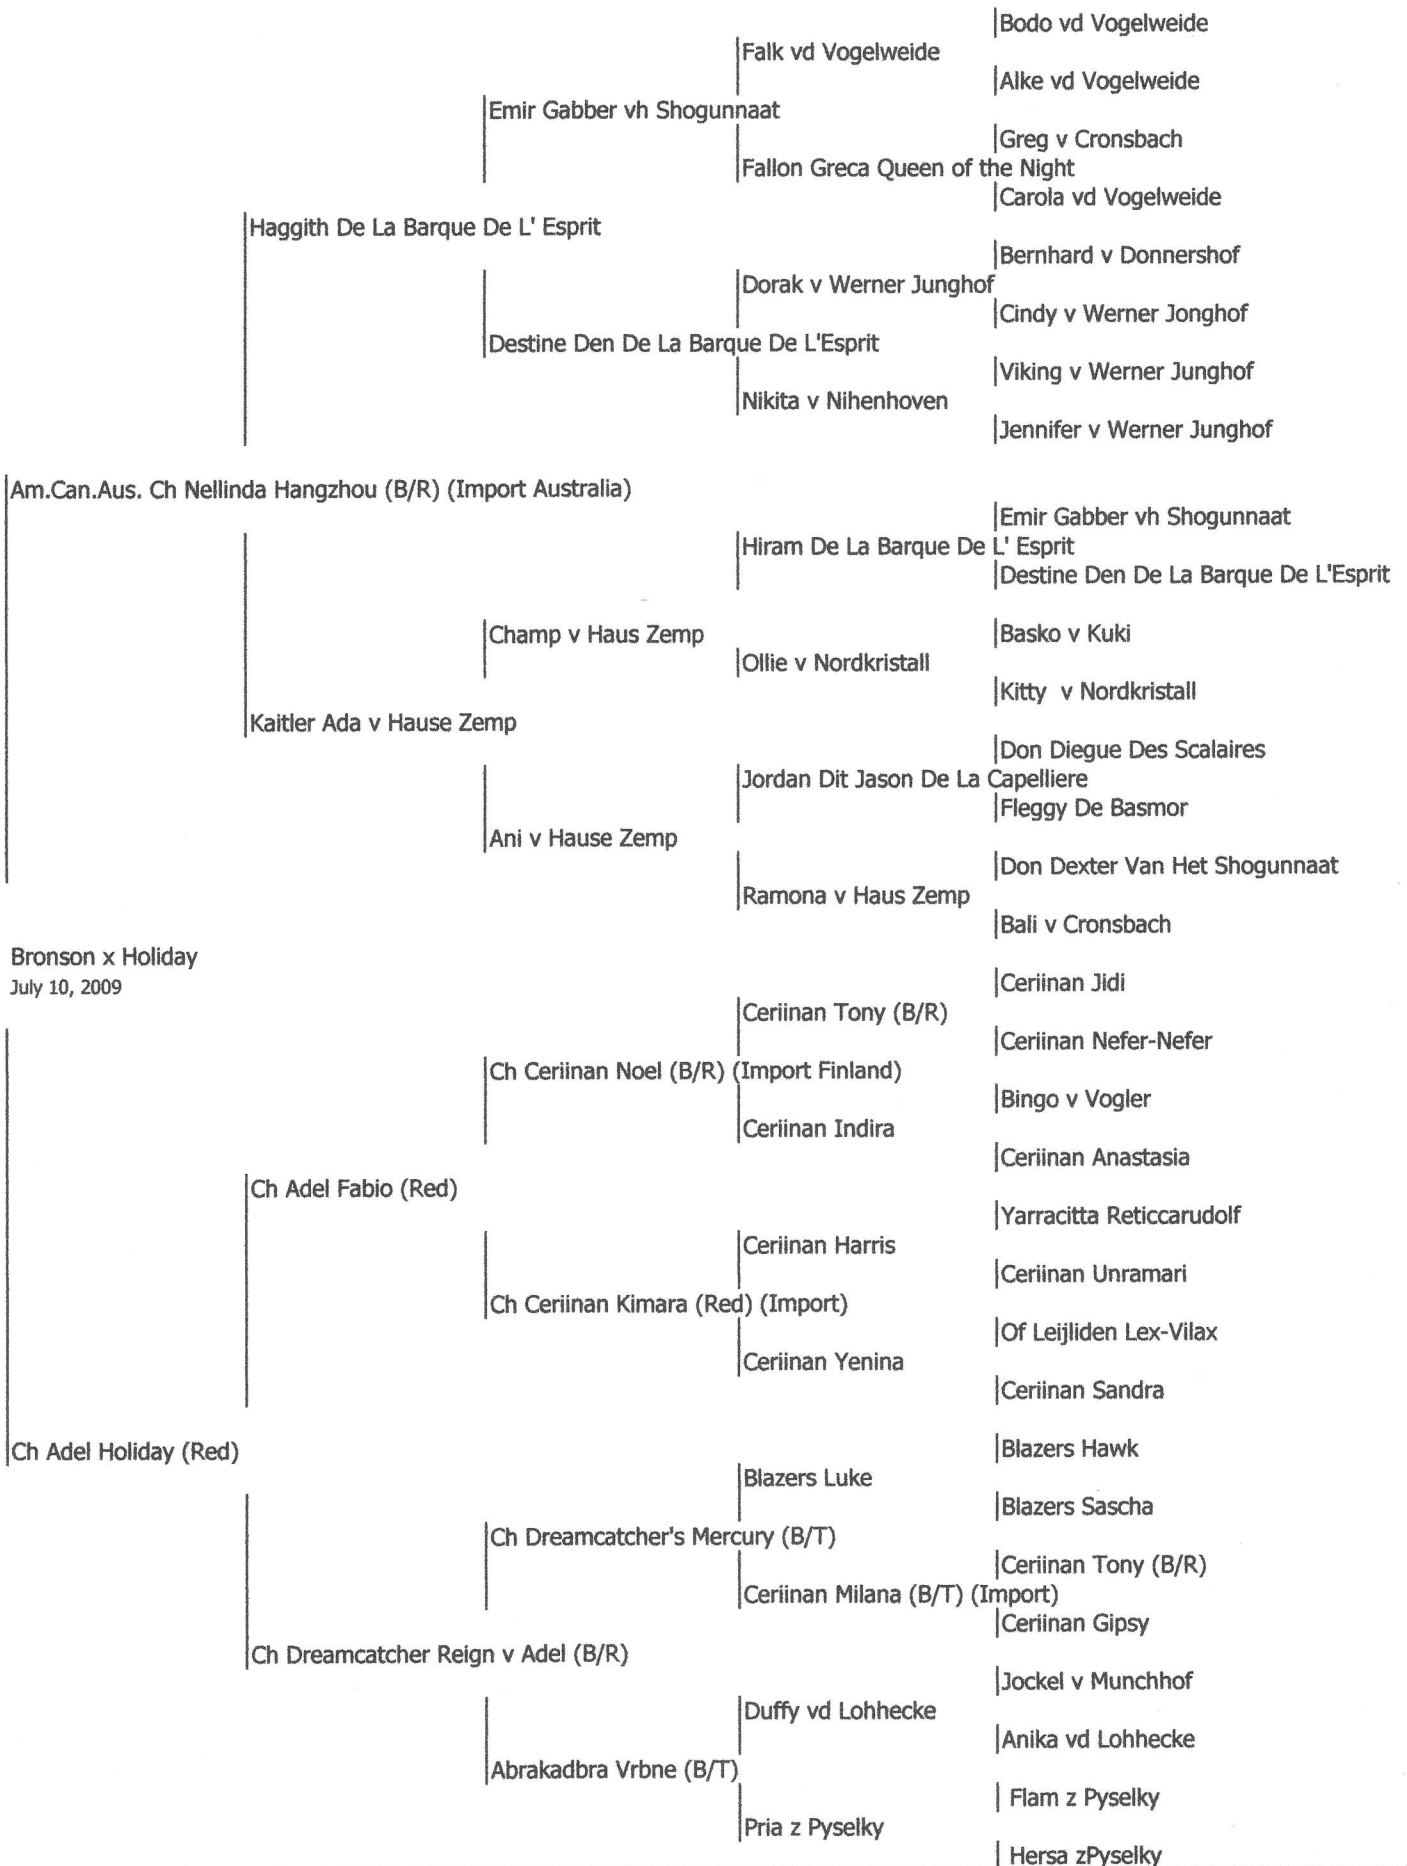 Bodo vd Vogelweide
Falk vd Vogelweide
Alke vd Vogelweide
Emir Gabber vh Shogunnaat
Greg v Cronsbach
Fallon Greca Queen of the Night
Carola vd Vogelweide
Haggith De La Barque De L' Esprit
Bernhard v Donnershof
Dorak v Werner Junghof
Cindy v Werner Jonghof
Destine Den De La Barque De L'Esprit
Viking v Werner Junghof
Nikita v Nihenhoven
Jennifer v Werner Junghof
Am.Can.Aus. Ch Nellinda Hangzhou (B/R) (Import Australia)
Emir Gabber vh Shogunnaat
Hiram De La Barque De L' Esprit
Destine Den De La Barque De L'Esprit
Champ v Haus Zemp
Basko v Kuki
Ollie v Nordkristall
Kitty v Nordkristall
Kaitler Ada v Hause Zemp
Don Diegue Des Scalaires
Jordan Dit Jason De La Capelliere
Fleggy De Basmor
Ani v Hause Zemp
Don Dexter Van Het Shogunnaat
Ramona v Haus Zemp
Bali v Cronsbach
Bronson x Holiday
July 10, 2009
Ceriinan Jidi
Ceriinan Tony (B/R)
Ceriinan Nefer-Nefer
Ch Ceriinan Noel (B/R) (Import Finland)
Bingo v Vogler
Ceriinan Indira
Ceriinan Anastasia
Ch Adel Fabio (Red)
Yarracitta Reticcarudolf
Ceriinan Harris
Ceriinan Unramari
Ch Ceriinan Kimara (Red) (Import)
Of Leijliden Lex-Vilax
Ceriinan Yenina
Ceriinan Sandra
Ch Adel Holiday (Red)
Blazers Hawk
Blazers Luke
Blazers Sascha
Ch Dreamcatcher's Mercury (B/T)
Ceriinan Tony (B/R)
Ceriinan Milana (B/T) (Import)
Ceriinan Gipsy
Ch Dreamcatcher Reign v Adel (B/R)
Jockel v Munchhof
Duffy vd Lohhecke
Anika vd Lohhecke
Abrakadbra Vrbne (B/T)
Flam z Pyselky
Pria z Pyselky
Hersa zPyselky